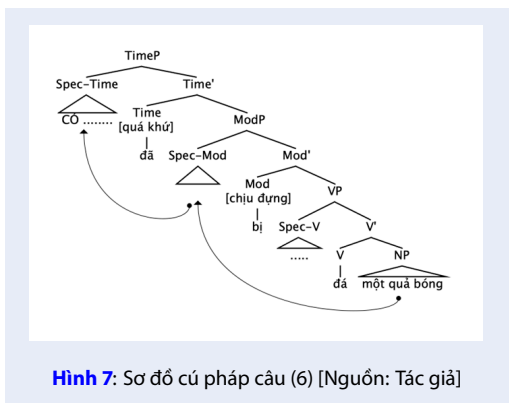 TimeP
Spec-Time Time'
CÓ ........ Time ModP
[quá khứ]
đã Spec-Mod Mod'
Mod VP
[chịu đựng]
bị Spec-V V'
..... V NP
đá một quả bóng
Hình 7: Sơ đồ cú pháp câu (6) [Nguồn: Tác giả]